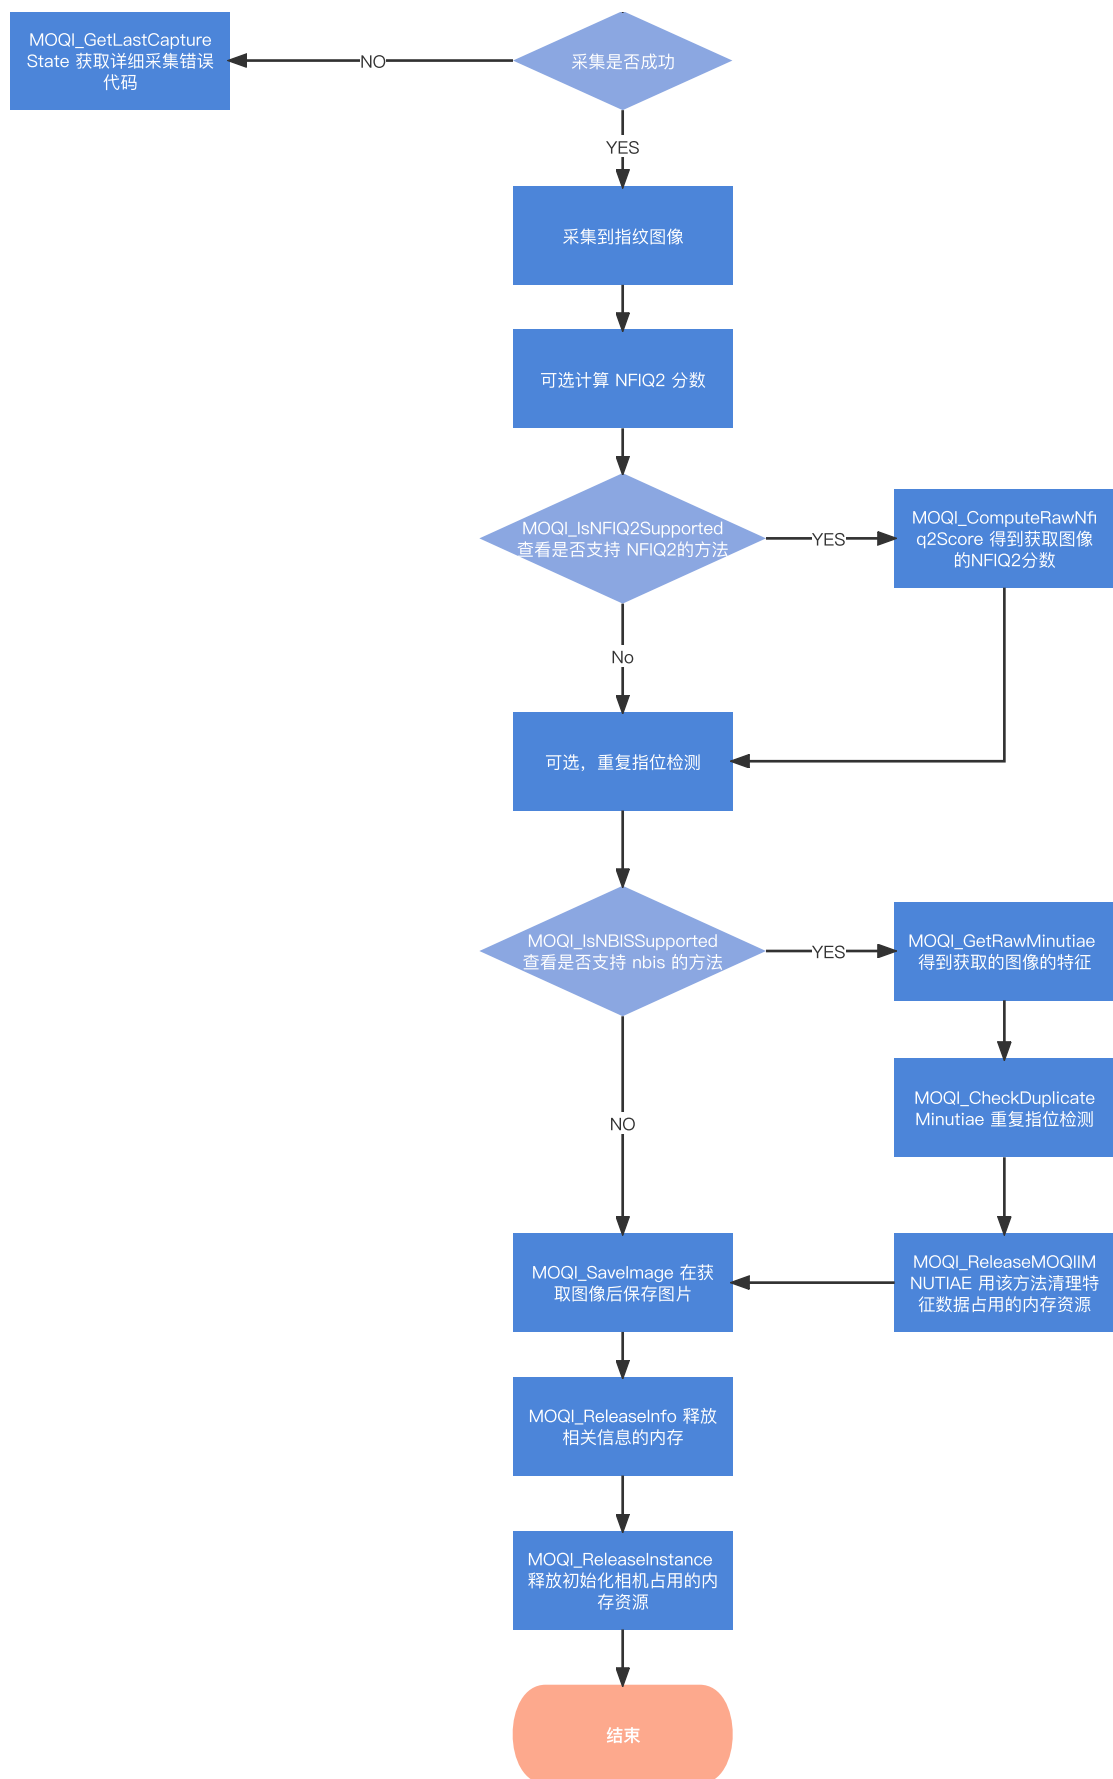 MOQI_GetLastCapture
State 获取详细采集错误
代码
NO
采集是否成功
YES
采集到指纹图像
可选计算 NFIQ2 分数
MOQI_IsNFIQ2Supported
查看是否支持 NFIQ2的方法
YES
MOQI_ComputeRawNfi
q2Score 得到获取图像
的NFIQ2分数
No
可选，重复指位检测
MOQI_IsNBISSupported
查看是否支持 nbis 的方法
YES
MOQI_GetRawMinutiae
得到获取的图像的特征
MOQI_CheckDuplicate
Minutiae 重复指位检测
NO
MOQI_SaveImage 在获
取图像后保存图片
MOQI_ReleaseMOQIIM
NUTIAE 用该方法清理特
征数据占用的内存资源
MOQI_ReleaseInfo 释放
相关信息的内存
MOQI_ReleaseInstance
释放初始化相机占用的内
存资源
结束